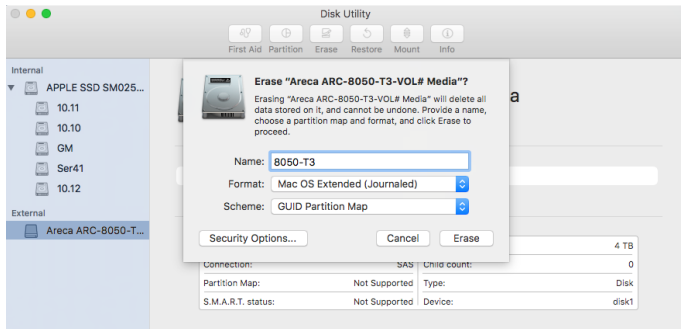 Disk Utility
First Aid Partition Erase Restore Mount Info
Internal
APPLE SSD SM025...
10.11
10.10
GM
Ser41
10.12
External
Areca ARC-8050-T...
a
Erase “Areca ARC-8050-T3-VOL# Media”?
Erasing “Areca ARC-8050-T3-VOL# Media” will delete all
data stored on it, and cannot be undone. Provide a name,
choose a partition map and format, and click Erase to
proceed.
Name: 8050-T3
Format: Mac OS Extended (Journaled)
Scheme: GUID Partition Map
Security Options... Cancel Erase
4 TB
Connection: SAS Child count: 0
Partition Map: Not Supported Type: Disk
S.M.A.R.T. status: Not Supported Device: disk1